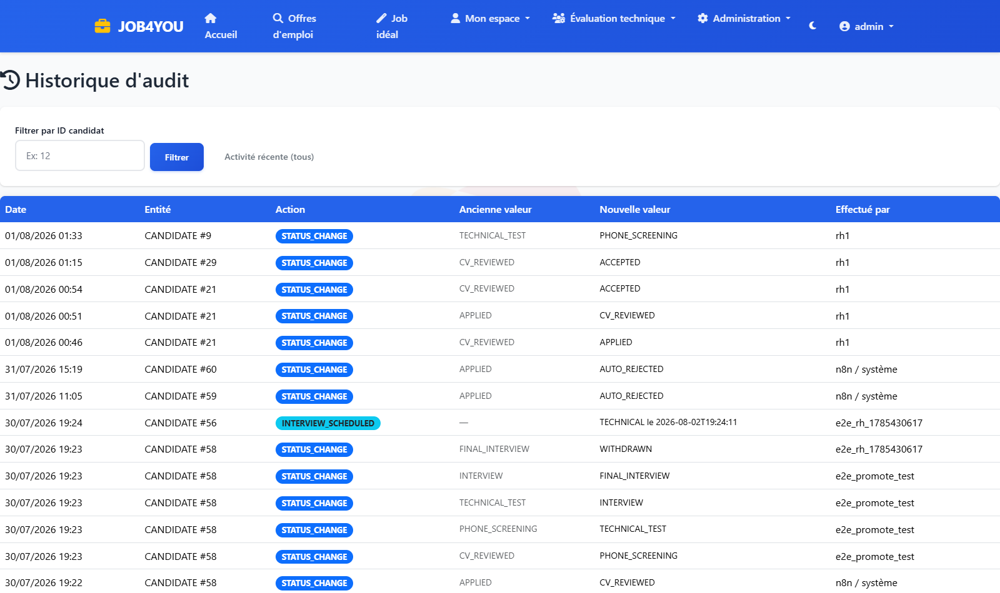 JOB4YOU
Accueil
Offres d'emploi
Job idéal
Mon espace
Évaluation technique
Administration
admin
Historique d'audit
Filtrer par ID candidat
Ex: 12
Filtrer
Activité récente (tous)
Date Entité Action Ancienne valeur Nouvelle valeur Effectué par
01/08/2026 01:33 CANDIDATE #9 STATUS_CHANGE TECHNICAL_TEST PHONE_SCREENING rh1
01/08/2026 01:15 CANDIDATE #29 STATUS_CHANGE CV_REVIEWED ACCEPTED rh1
01/08/2026 00:54 CANDIDATE #21 STATUS_CHANGE CV_REVIEWED ACCEPTED rh1
01/08/2026 00:51 CANDIDATE #21 STATUS_CHANGE APPLIED CV_REVIEWED rh1
01/08/2026 00:46 CANDIDATE #21 STATUS_CHANGE CV_REVIEWED APPLIED rh1
31/07/2026 15:19 CANDIDATE #60 STATUS_CHANGE APPLIED AUTO_REJECTED n8n / système
31/07/2026 11:05 CANDIDATE #59 STATUS_CHANGE APPLIED AUTO_REJECTED n8n / système
30/07/2026 19:24 CANDIDATE #56 INTERVIEW_SCHEDULED — TECHNICAL le 2026-08-02T19:24:11 e2e_rh_1785430617
30/07/2026 19:23 CANDIDATE #58 STATUS_CHANGE FINAL_INTERVIEW WITHDRAWN e2e_rh_1785430617
30/07/2026 19:23 CANDIDATE #58 STATUS_CHANGE INTERVIEW FINAL_INTERVIEW e2e_promote_test
30/07/2026 19:23 CANDIDATE #58 STATUS_CHANGE TECHNICAL_TEST INTERVIEW e2e_promote_test
30/07/2026 19:23 CANDIDATE #58 STATUS_CHANGE PHONE_SCREENING TECHNICAL_TEST e2e_promote_test
30/07/2026 19:23 CANDIDATE #58 STATUS_CHANGE CV_REVIEWED PHONE_SCREENING e2e_promote_test
30/07/2026 19:22 CANDIDATE #58 STATUS_CHANGE APPLIED CV_REVIEWED n8n / système